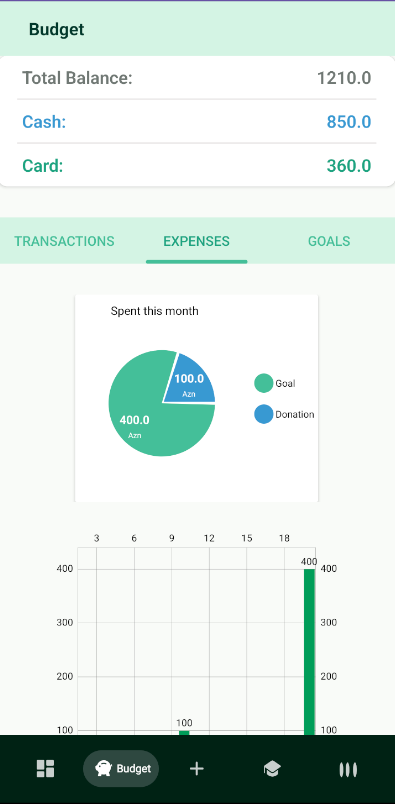 Budget
Total Balance: 1210.0
Cash: 850.0
Card: 360.0
TRANSACTIONS EXPENSES GOALS
Spent this month
100.0
Azn
Goal
400.0
Azn
Donation
3 6 9 12 15 18
400
400 400
300 300
200 200
100
100 100
Budget